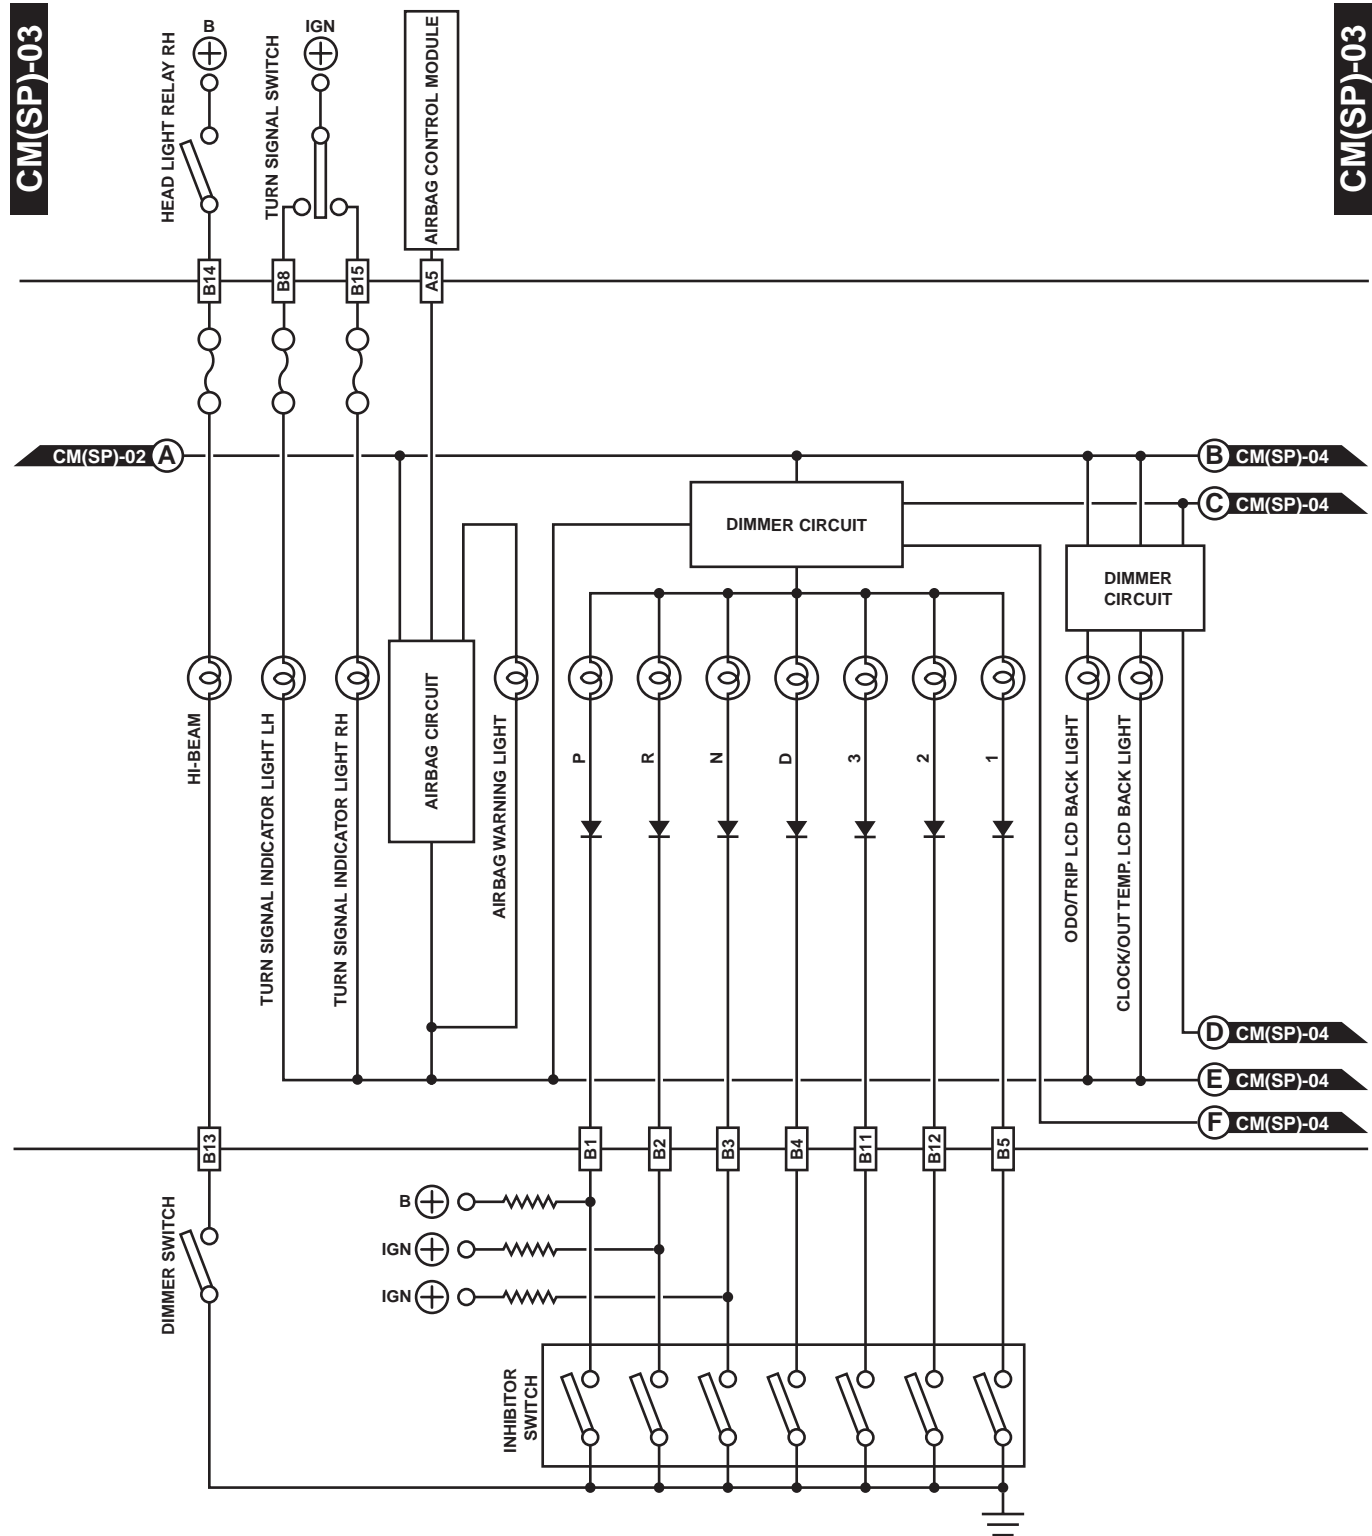 CM(SP)-03
CM(SP)-03
B
IGN
HEAD LIGHT RELAY RH
TURN SIGNAL SWITCH
AIRBAG CONTROL MODULE
B14
B8
B15
A5
CM(SP)-02 A
B CM(SP)-04
C CM(SP)-04
DIMMER CIRCUIT
DIMMER
CIRCUIT
HI-BEAM
TURN SIGNAL INDICATOR LIGHT LH
TURN SIGNAL INDICATOR LIGHT RH
AIRBAG CIRCUIT
AIRBAG WARNING LIGHT
P
R
N
D
3
2
1
ODO/TRIP LCD BACK LIGHT
CLOCK/OUT TEMP. LCD BACK LIGHT
D CM(SP)-04
E CM(SP)-04
F CM(SP)-04
B13
B1
B2
B3
B4
B11
B12
B5
DIMMER SWITCH
B
IGN
IGN
INHIBITOR
SWITCH